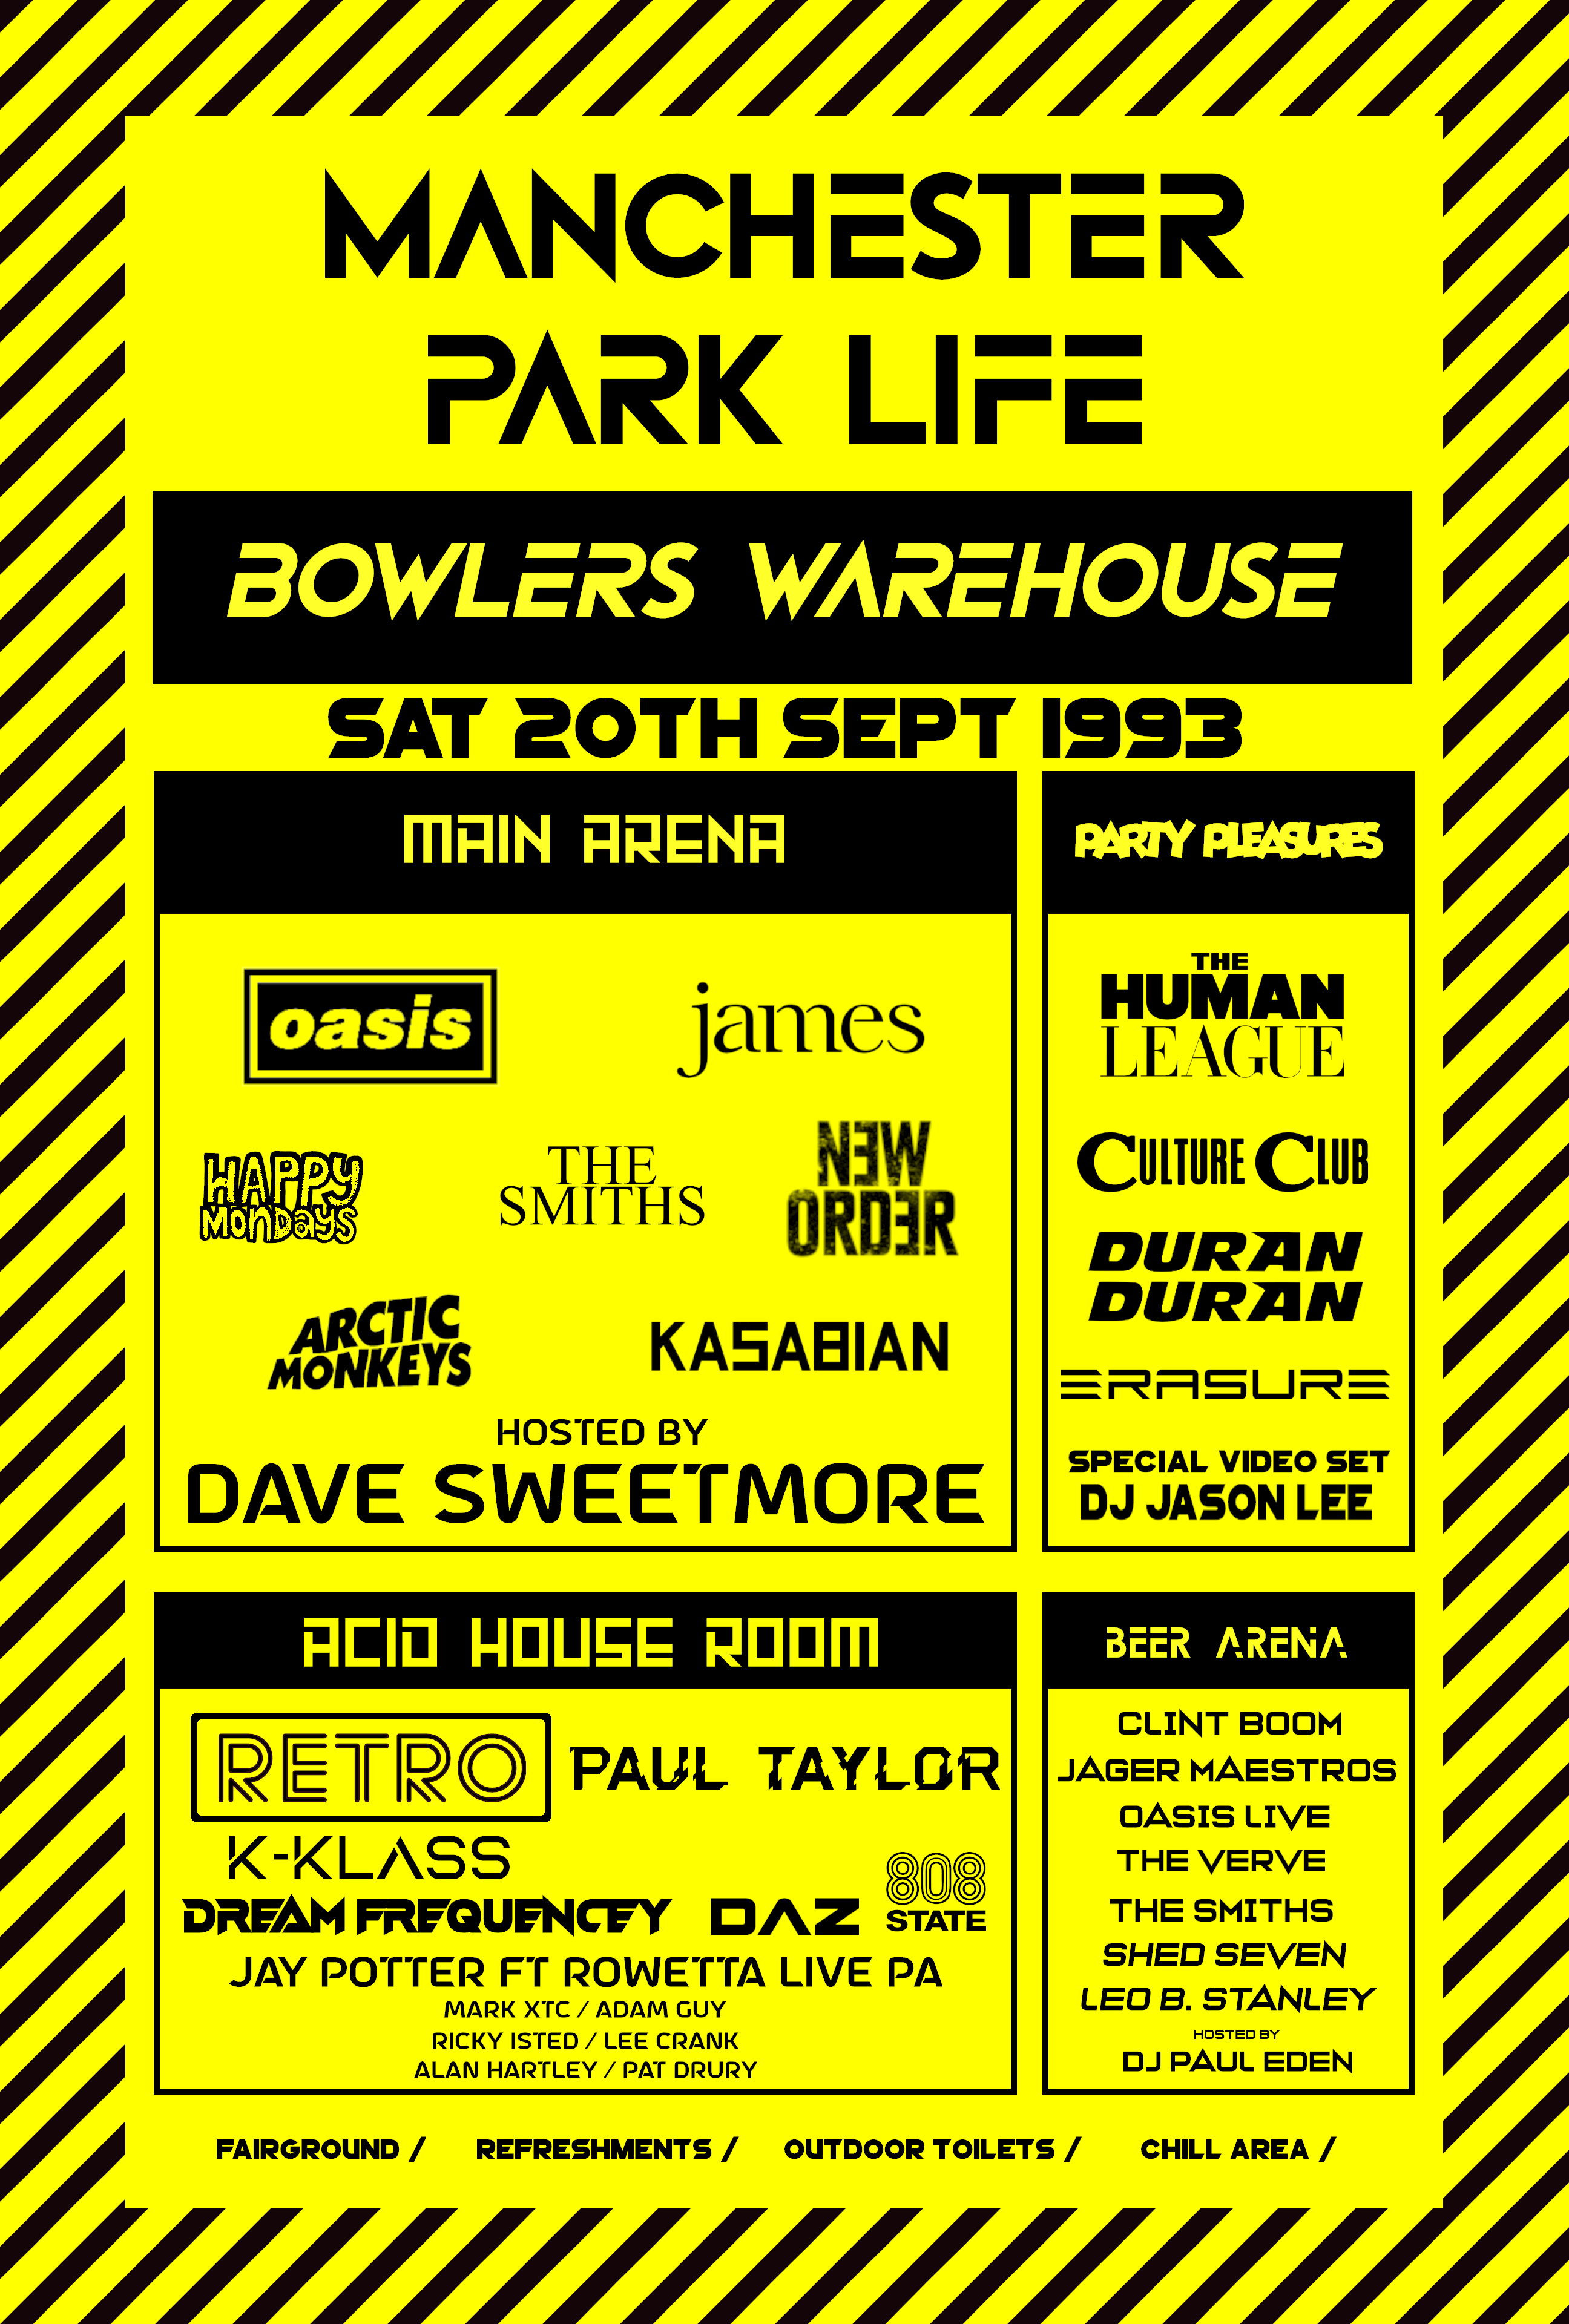 MANCHESTER
PARK LIFE
BOWLERS WAREHOUSE
SAT 20TH SEPT 1993
MAIN ARENA
oasis
james
HAPPY
MONDAYS
THE
SMITHS
NEW
ORDER
ARCTIC
MONKEYS
KASABIAN
HOSTED BY
DAVE SWEETMORE
PARTY PLEASURES
THE
HUMAN
LEAGUE
CULTURE CLUB
DURAN
DURAN
ERASURE
SPECIAL VIDEO SET
DJ JASON LEE
ACID HOUSE ROOM
RETRO
PAUL TAYLOR
K-KLASS
DREAM FREQUENCEY
DAZ
808
STATE
JAY POTTER FT ROWETTA LIVE PA
MARK XTC / ADAM GUY
RICKY ISTED / LEE CRANK
ALAN HARTLEY / PAT DRURY
BEER ARENA
CLINT BOOM
JAGER MAESTROS
OASIS LIVE
THE VERVE
THE SMITHS
SHED SEVEN
LEO B. STANLEY
HOSTED BY
DJ PAUL EDEN
FAIRGROUND / REFRESHMENTS / OUTDOOR TOILETS / CHILL AREA /